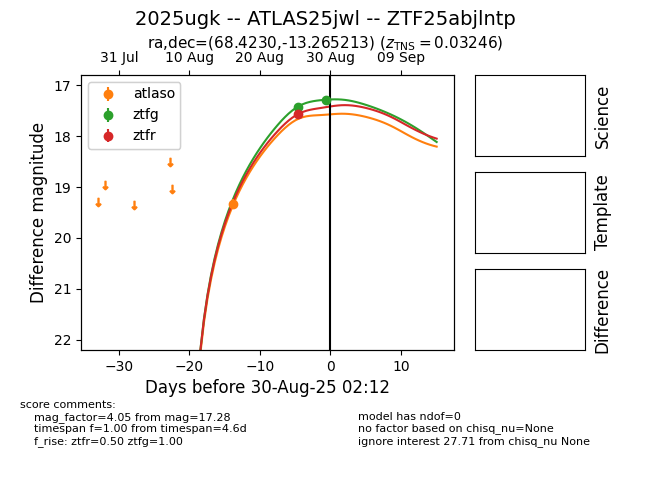 2025ugk -- ATLAS25jwl -- ZTF25abjlntp
ra,dec=(68.4230,-13.265213) (z_TNS = 0.03246)
31 Jul 10 Aug 20 Aug 30 Aug 09 Sep
atlaso
ztfg
ztfr
17
18
19
20
21
22
Difference magnitude
−30 −20 −10 0 10
Days before 30-Aug-25 02:12
Science
Template
Difference
score comments:
mag_factor=4.05 from mag=17.28
timespan f=1.00 from timespan=4.6d
f_rise: ztfr=0.50 ztfg=1.00
model has ndof=0
no factor based on chisq_nu=None
ignore interest 27.71 from chisq_nu None